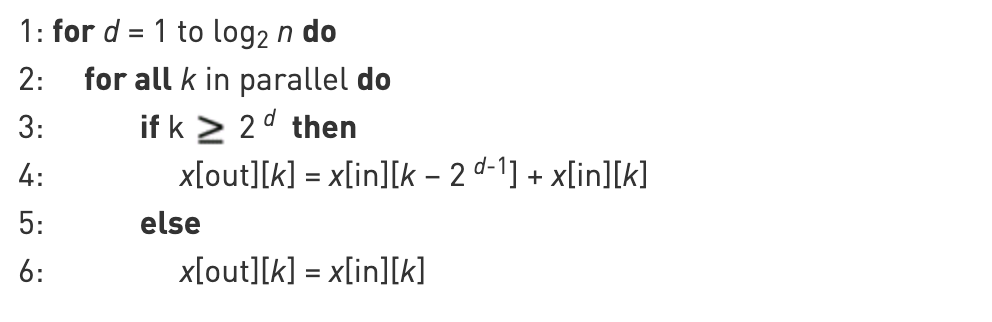 1: for d = 1 to log₂ n do
2: for all k in parallel do
3: if k ≥ 2 ᵈ then
4: x[out][k] = x[in][k – 2 ᵈ⁻¹] + x[in][k]
5: else
6: x[out][k] = x[in][k]